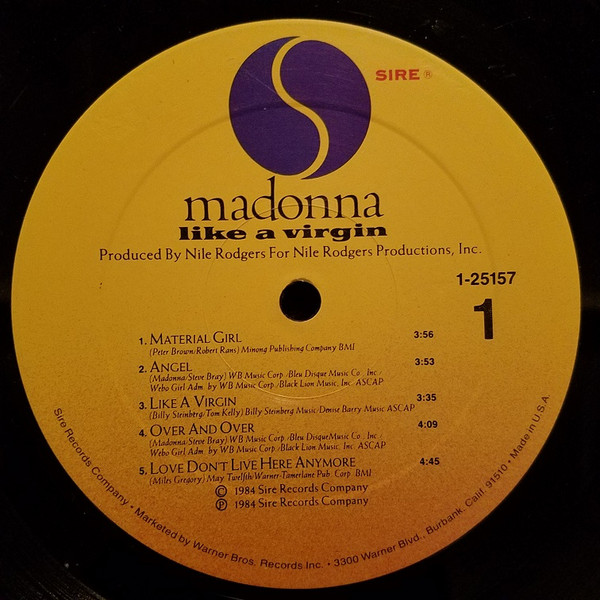 SIRE ®
madonna
like a virgin
Produced By Nile Rodgers For Nile Rodgers Productions, Inc.
1-25157
1
1. MATERIAL GIRL 3:56
(Peter Brown/Robert Rans) Minong Publishing Company BMI
2. ANGEL 3:53
(Madonna/Steve Bray) WB Music Corp./Bleu Disque Music Co., Inc./
Webo Girl Adm. by WB Music Corp./Black Lion Music, Inc. ASCAP
3. LIKE A VIRGIN 3:35
(Billy Steinberg/Tom Kelly) Billy Steinberg Music/Denise Barry Music ASCAP
4. OVER AND OVER 4:09
(Madonna/Steve Bray) WB Music Corp./Bleu DisqueMusic Co., Inc./
Webo Girl Adm. by WB Music Corp./Black Lion Music, Inc. ASCAP
5. LOVE DON'T LIVE HERE ANYMORE 4:45
(Miles Gregory) May Twelfth/Warner-Tamerlane Pub. Corp. BMI
© 1984 Sire Records Company
℗ 1984 Sire Records Company
Sire Records Company • Marketed by Warner Bros. Records Inc. • 3300 Warner Blvd., Burbank, Calif. 91510 • Made in U.S.A.